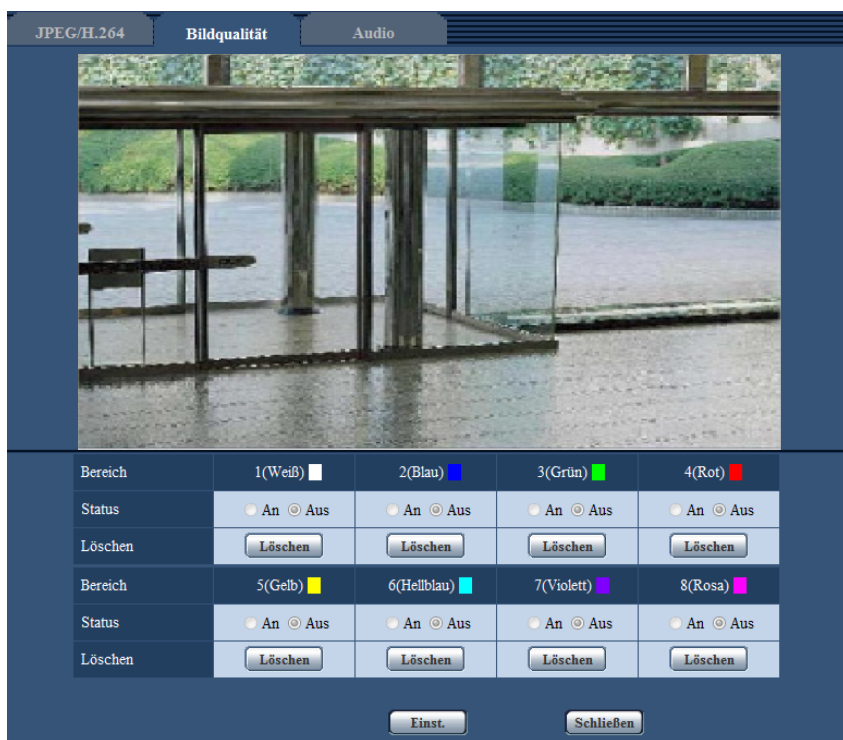 JPEG/H.264 Bildqualität Audio
Bereich 1(Weiß) 2(Blau) 3(Grün) 4(Rot)
Status An Aus An Aus An Aus An Aus
Löschen Löschen Löschen Löschen Löschen
Bereich 5(Gelb) 6(Hellblau) 7(Violett) 8(Rosa)
Status An Aus An Aus An Aus An Aus
Löschen Löschen Löschen Löschen Löschen
Einst. Schließen